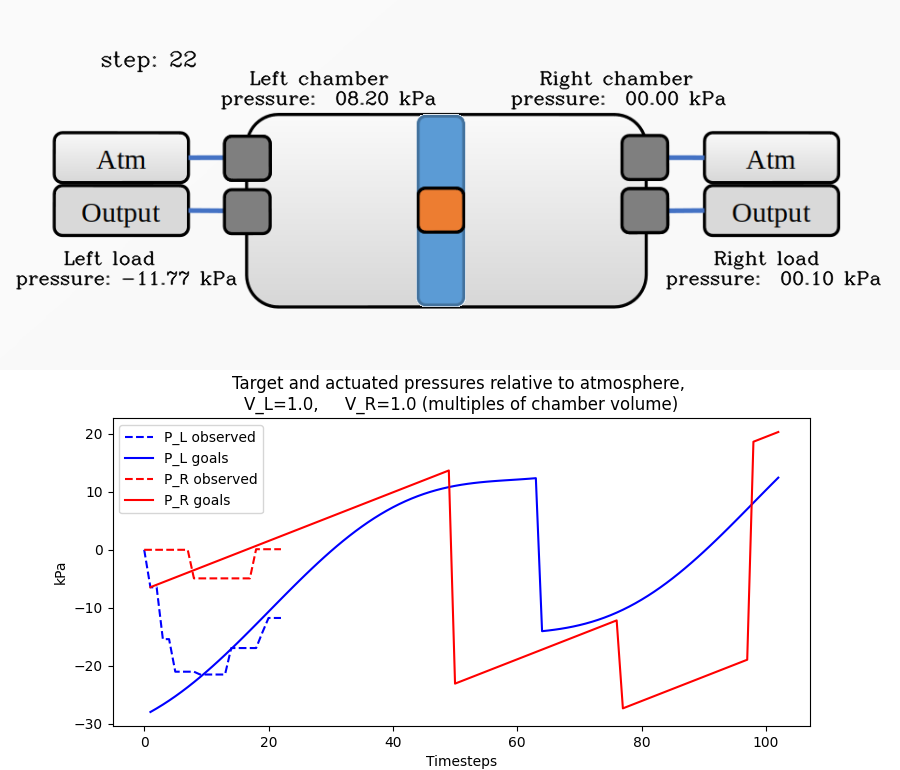 step: 22
Left chamber
pressure: 08.20 kPa
Right chamber
pressure: 00.00 kPa
Atm
Output
Atm
Output
Left load
pressure: −11.77 kPa
Right load
pressure: 00.10 kPa
Target and actuated pressures relative to atmosphere,
V_L=1.0, V_R=1.0 (multiples of chamber volume)
P_L observed
P_L goals
P_R observed
P_R goals
kPa
20
10
0
−10
−20
−30
0 20 40 60 80 100
Timesteps